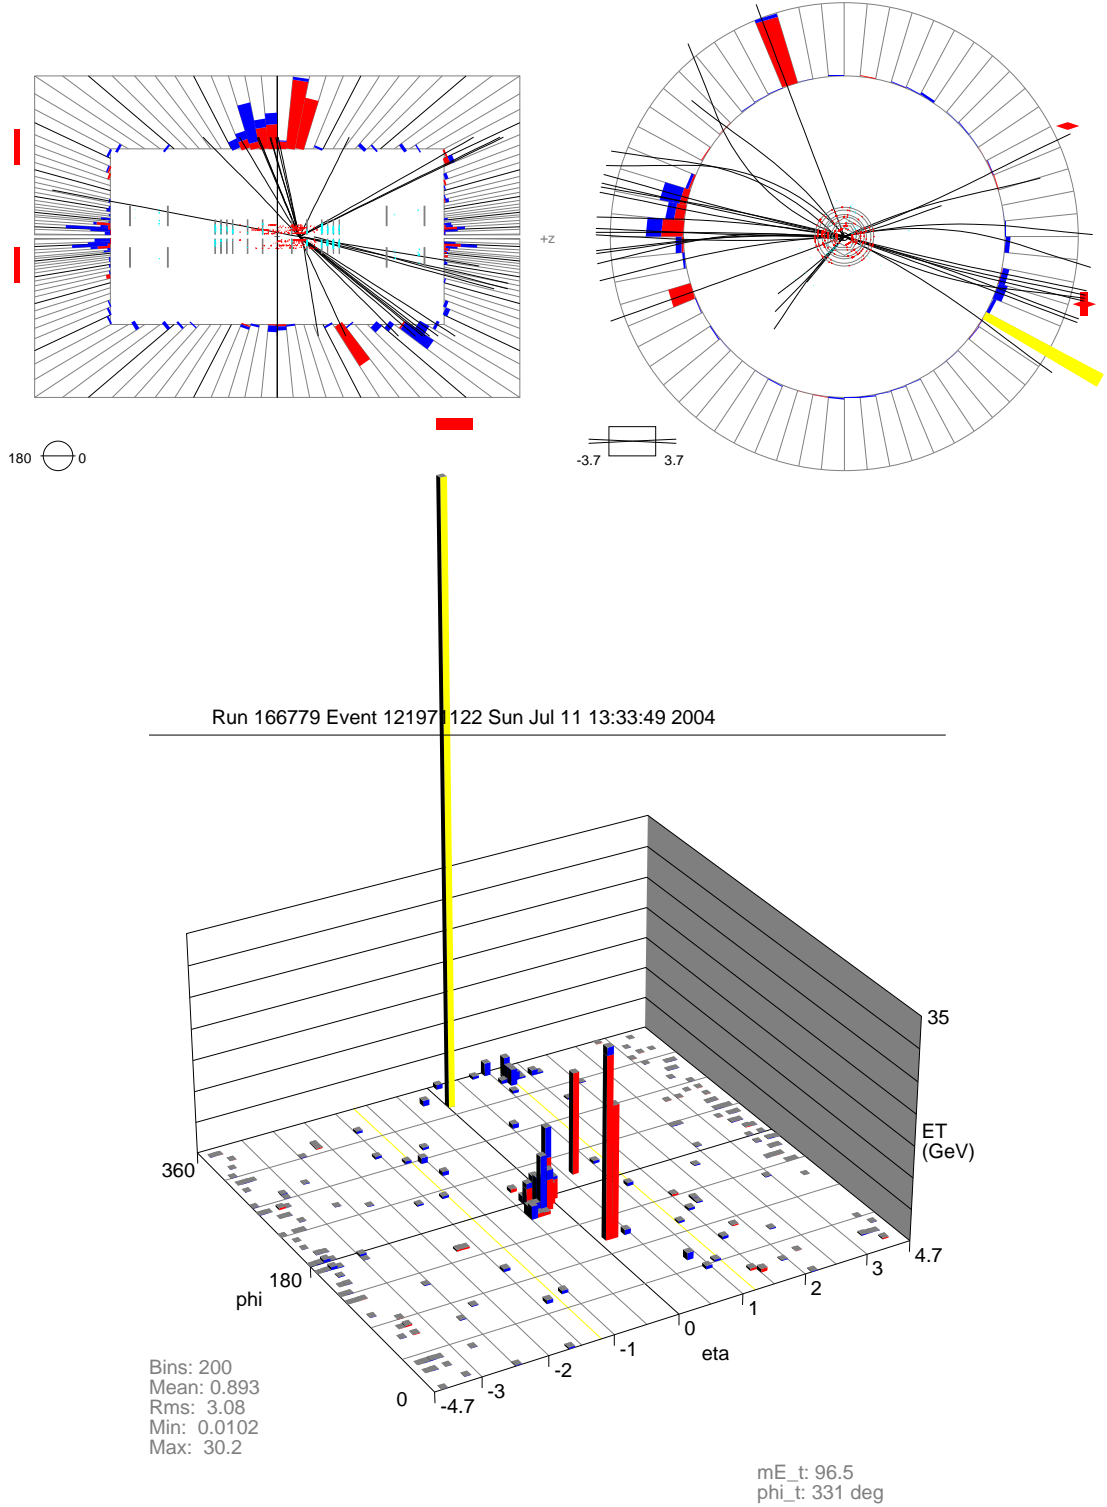 +z
180 0
-3.7 3.7
Run 166779 Event 121971122 Sun Jul 11 13:33:49 2004
35
ET
(GeV)
360
4.7
3
180
2
phi
1
0
eta
-1
-2
-3
0
-4.7
Bins: 200
Mean: 0.893
Rms: 3.08
Min: 0.0102
Max: 30.2
mE_t: 96.5
phi_t: 331 deg